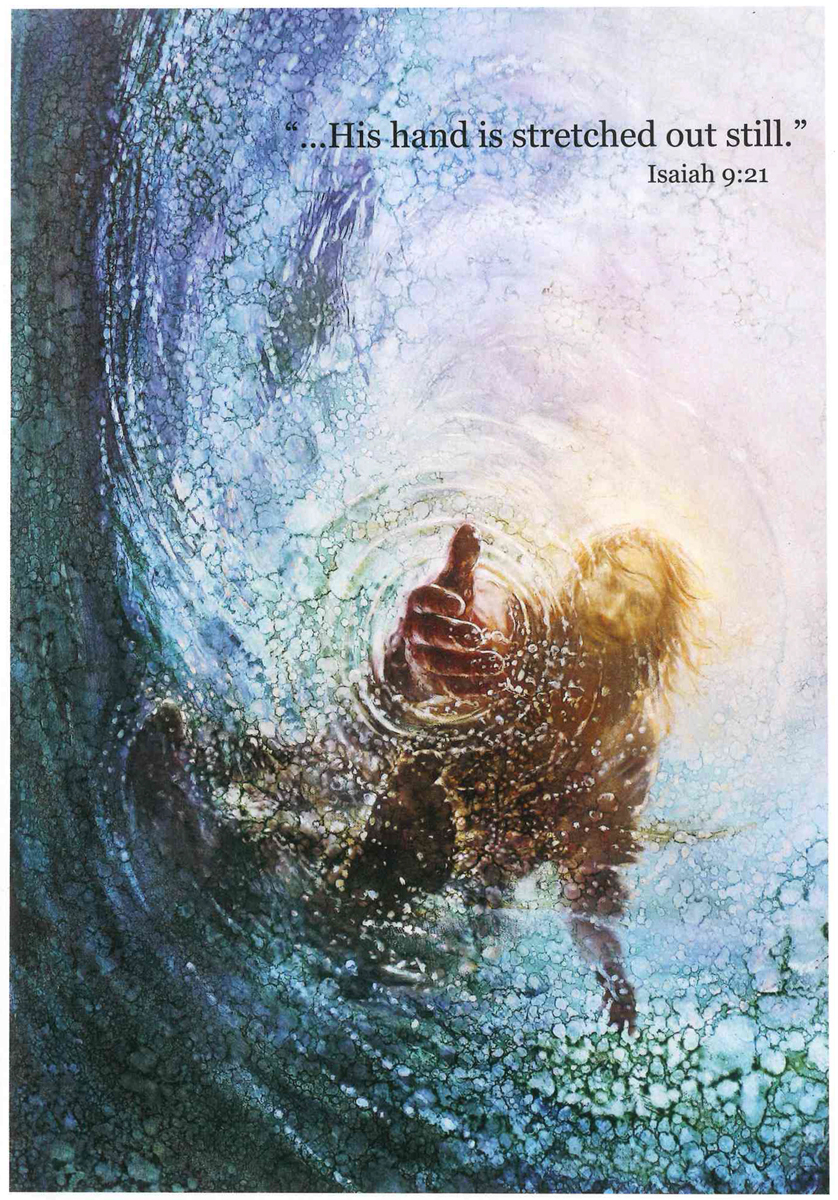 “...His hand is stretched out still.”
Isaiah 9:21